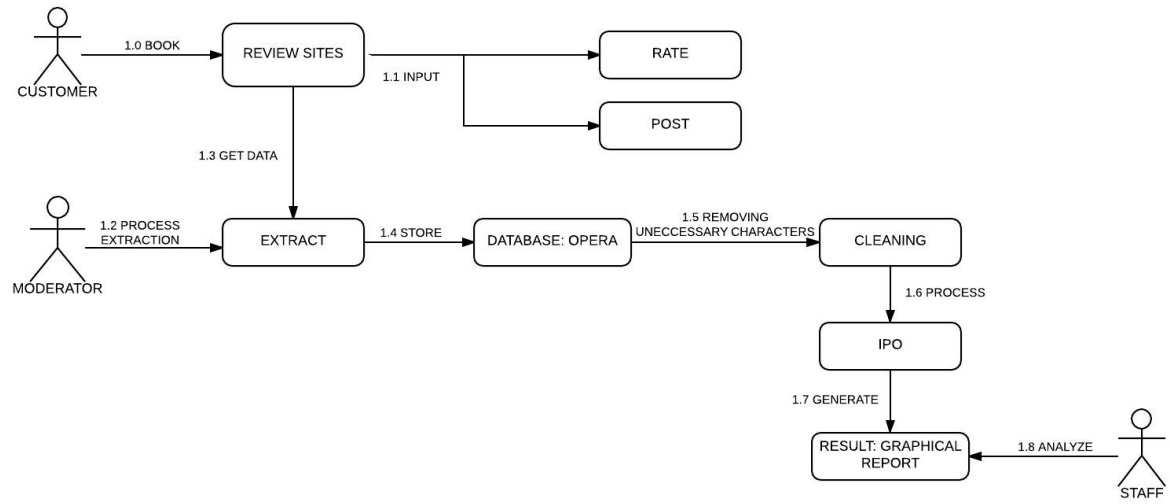 1.0 BOOK
REVIEW SITES
RATE
1.1 INPUT
CUSTOMER
POST
1.3 GET DATA
1.2 PROCESS
EXTRACTION
EXTRACT
1.4 STORE
DATABASE: OPERA
1.5 REMOVING
UNECCESSARY CHARACTERS
CLEANING
MODERATOR
1.6 PROCESS
IPO
1.7 GENERATE
RESULT: GRAPHICAL
REPORT
1.8 ANALYZE
STAFF